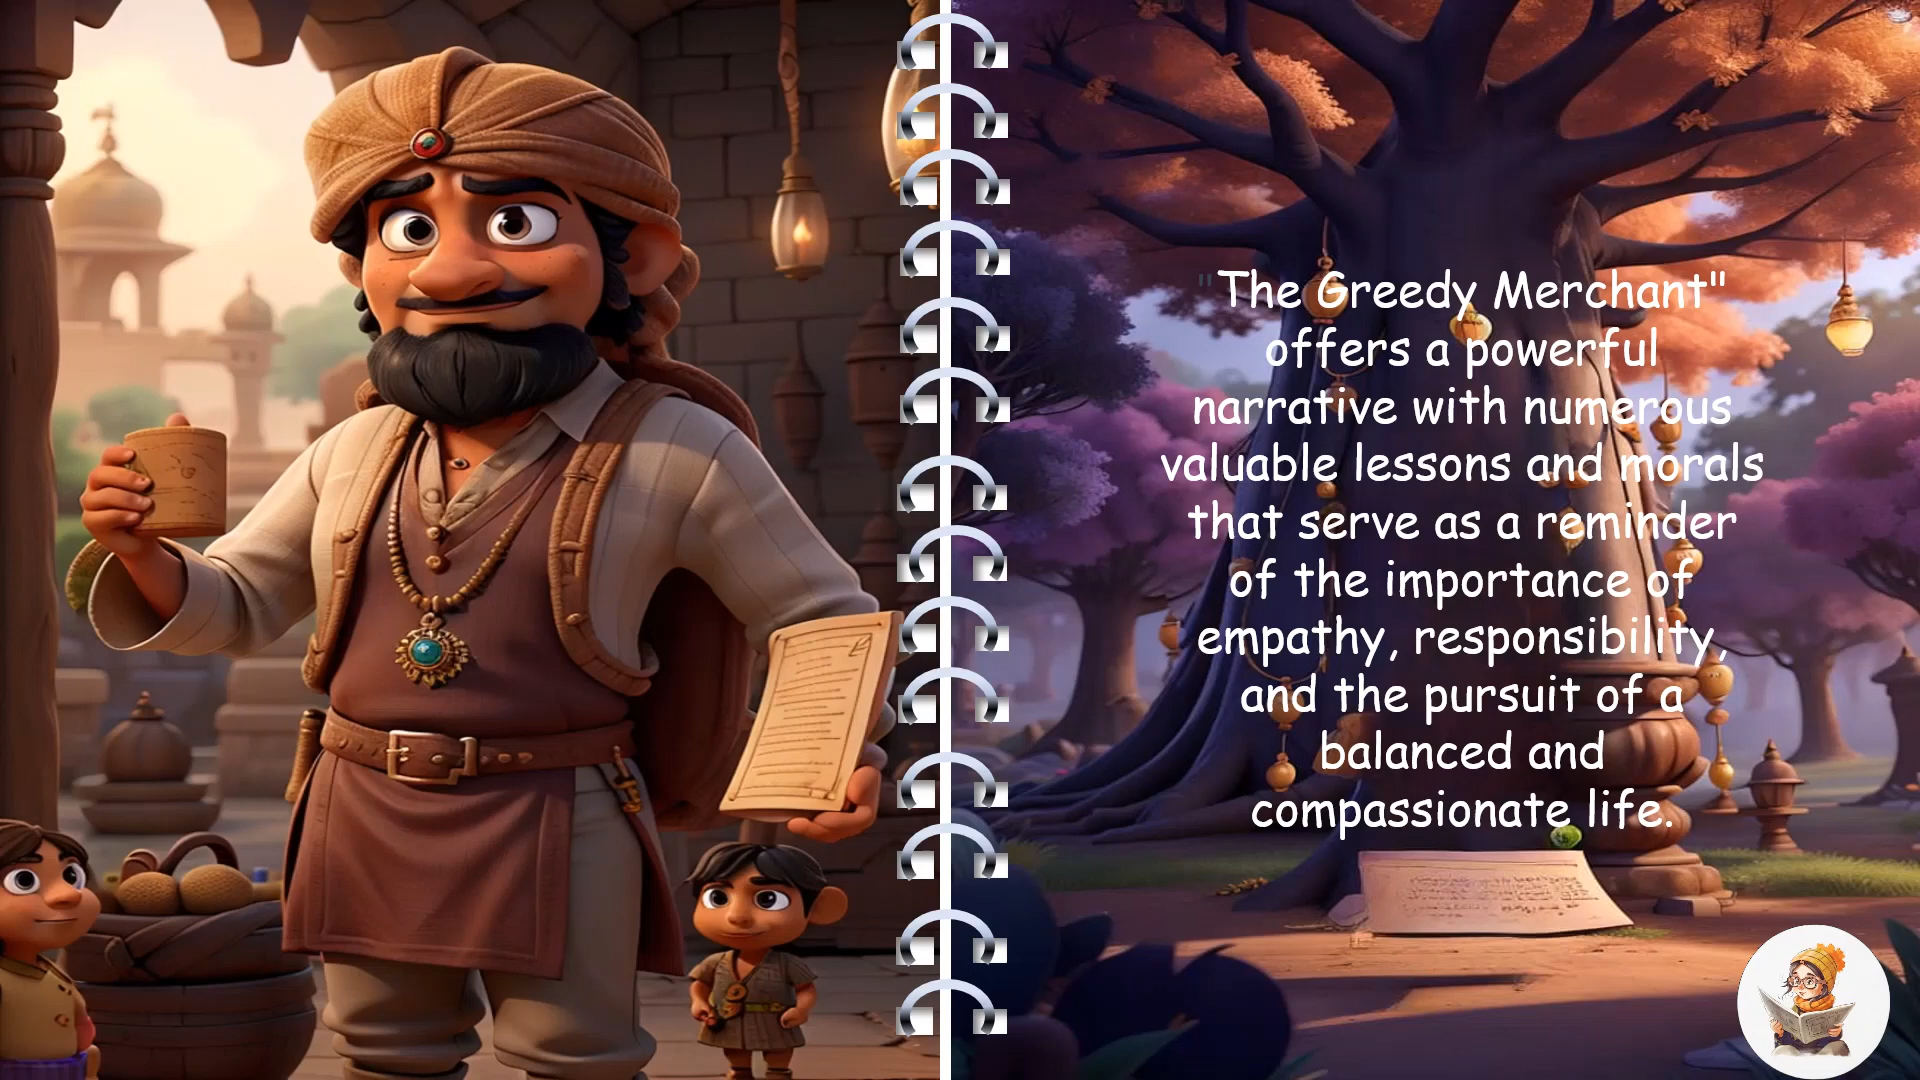 "The Greedy Merchant"
offers a powerful
narrative with numerous
valuable lessons and morals
that serve as a reminder
of the importance of
empathy, responsibility,
and the pursuit of a
balanced and
compassionate life.